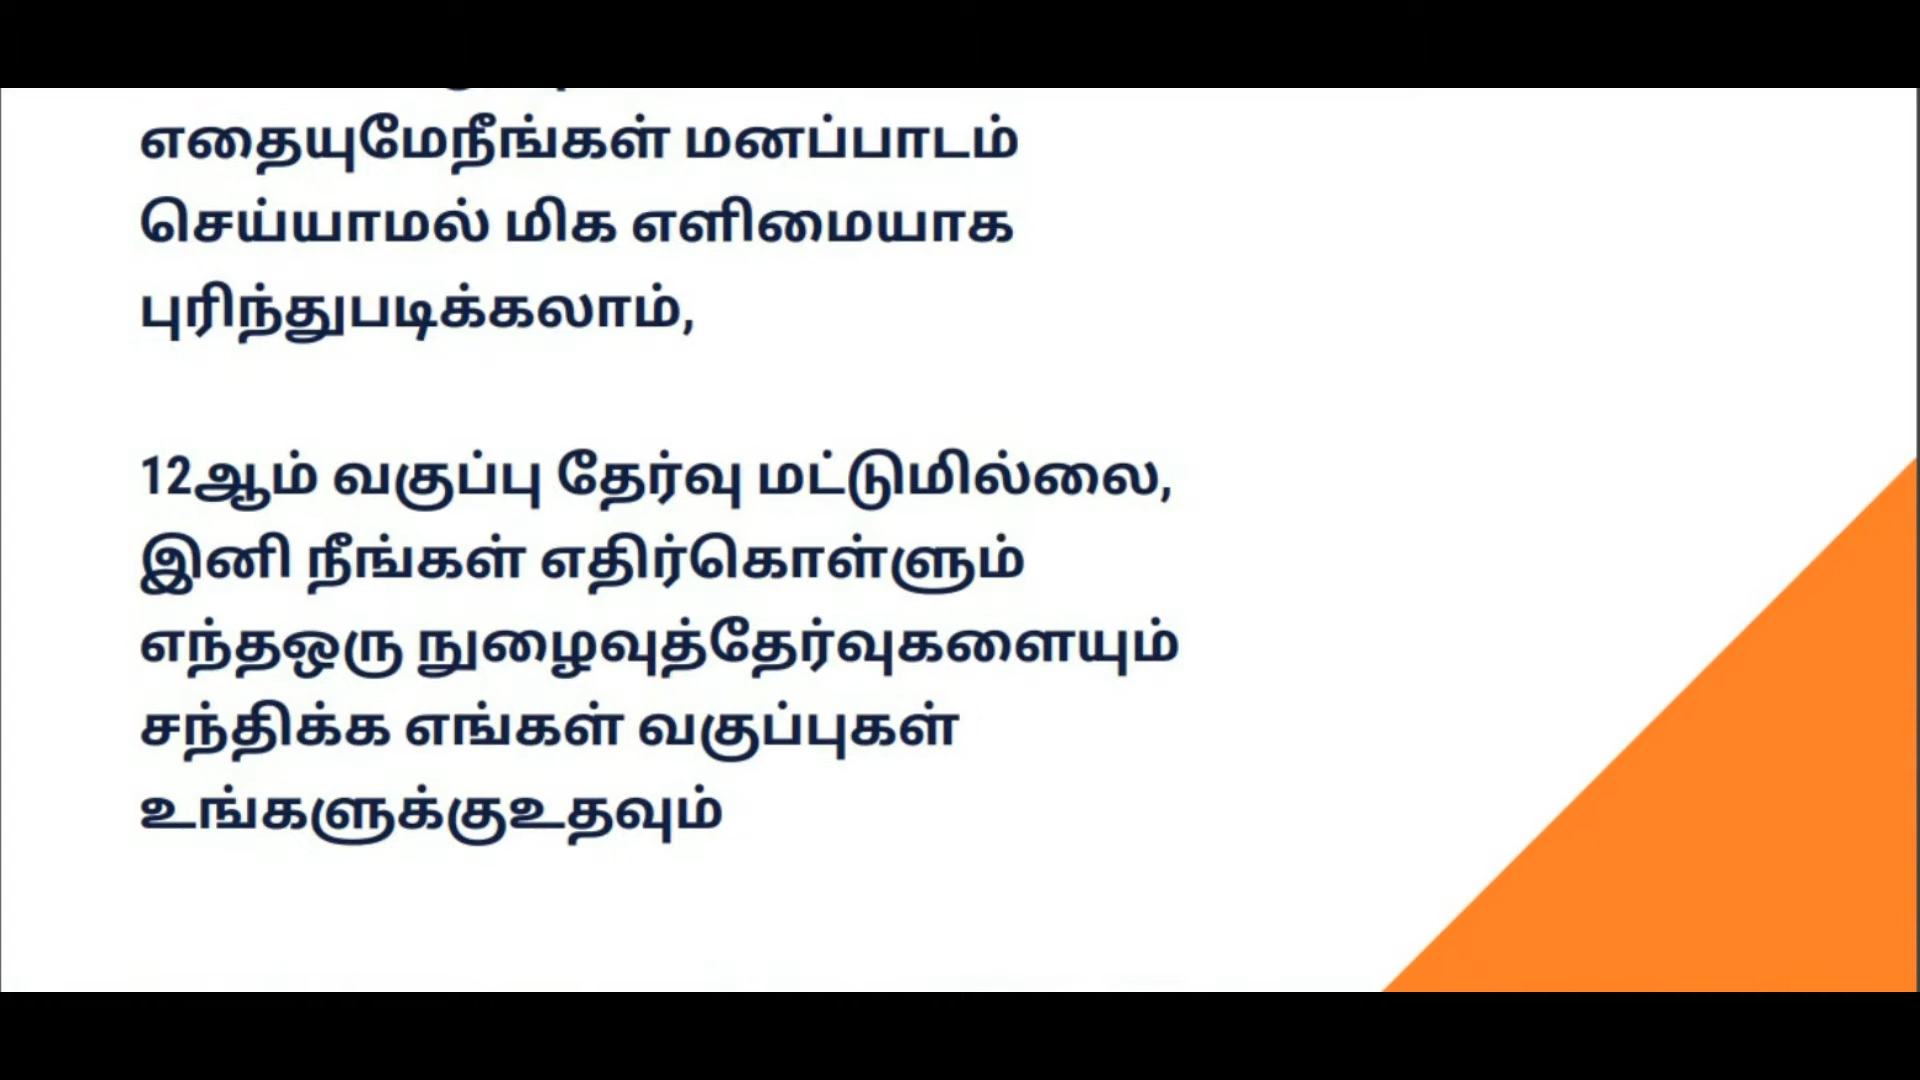 எதையுமேநீங்கள் மனப்பாடம்
செய்யாமல் மிக எளிமையாக
புரிந்துபடிக்கலாம்,
12ஆம் வகுப்பு தேர்வு மட்டுமில்லை,
இனி நீங்கள் எதிர்கொள்ளும்
எந்தஒரு நுழைவுத்தேர்வுகளையும்
சந்திக்க எங்கள் வகுப்புகள்
உங்களுக்குஉதவும்